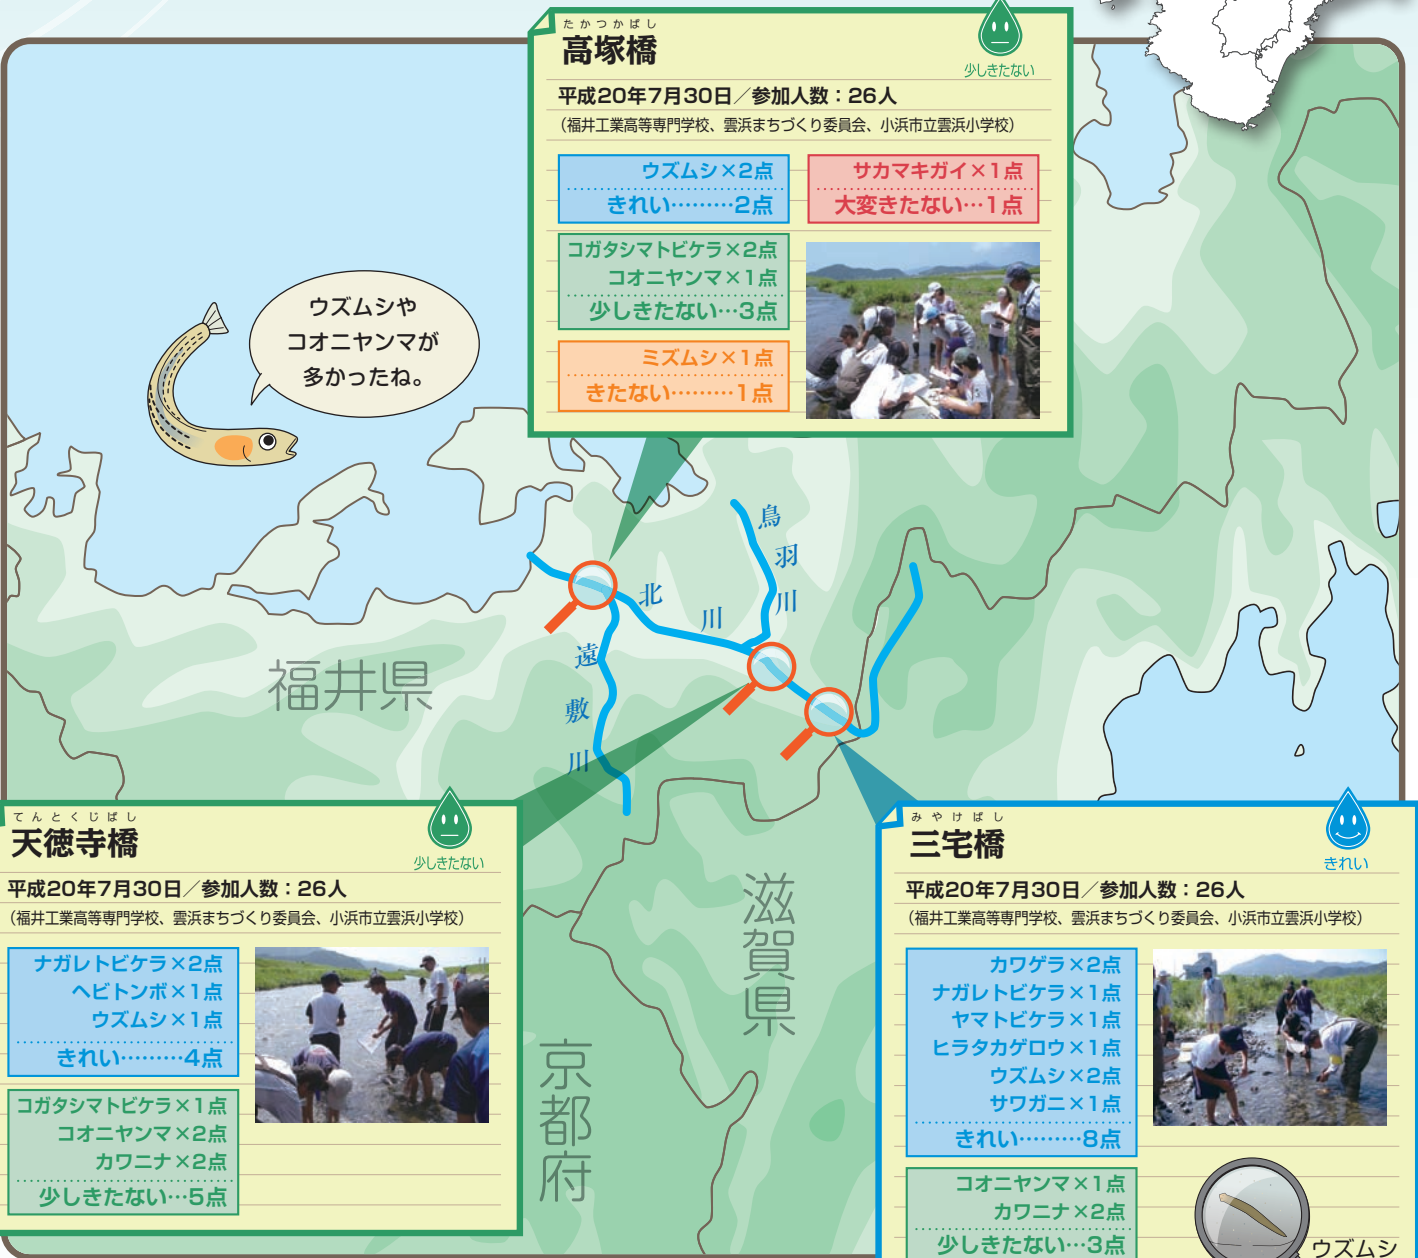 たかつかばし
高塚橋
少しきたない
平成20年7月30日／参加人数：26人
（福井工業高等専門学校、雲浜まちづくり委員会、小浜市立雲浜小学校）
ウズムシ×2点
きれい………2点
サカマキガイ×1点
大変きたない…1点
コガタシマトビケラ×2点
コオニヤンマ×1点
少しきたない…3点
ミズムシ×1点
きたない………1点
ウズムシや
コオニヤンマが
多かったね。
鳥羽川
北川
遠敷川
福井県
滋賀県
京都府
てんとくじばし
天徳寺橋
少しきたない
平成20年7月30日／参加人数：26人
（福井工業高等専門学校、雲浜まちづくり委員会、小浜市立雲浜小学校）
ナガレトビケラ×2点
ヘビトンボ×1点
ウズムシ×1点
きれい………4点
コガタシマトビケラ×1点
コオニヤンマ×2点
カワニナ×2点
少しきたない…5点
みやけばし
三宅橋
きれい
平成20年7月30日／参加人数：26人
（福井工業高等専門学校、雲浜まちづくり委員会、小浜市立雲浜小学校）
カワゲラ×2点
ナガレトビケラ×1点
ヤマトビケラ×1点
ヒラタカゲロウ×1点
ウズムシ×2点
サワガニ×1点
きれい………8点
コオニヤンマ×1点
カワニナ×2点
少しきたない…3点
ウズムシ